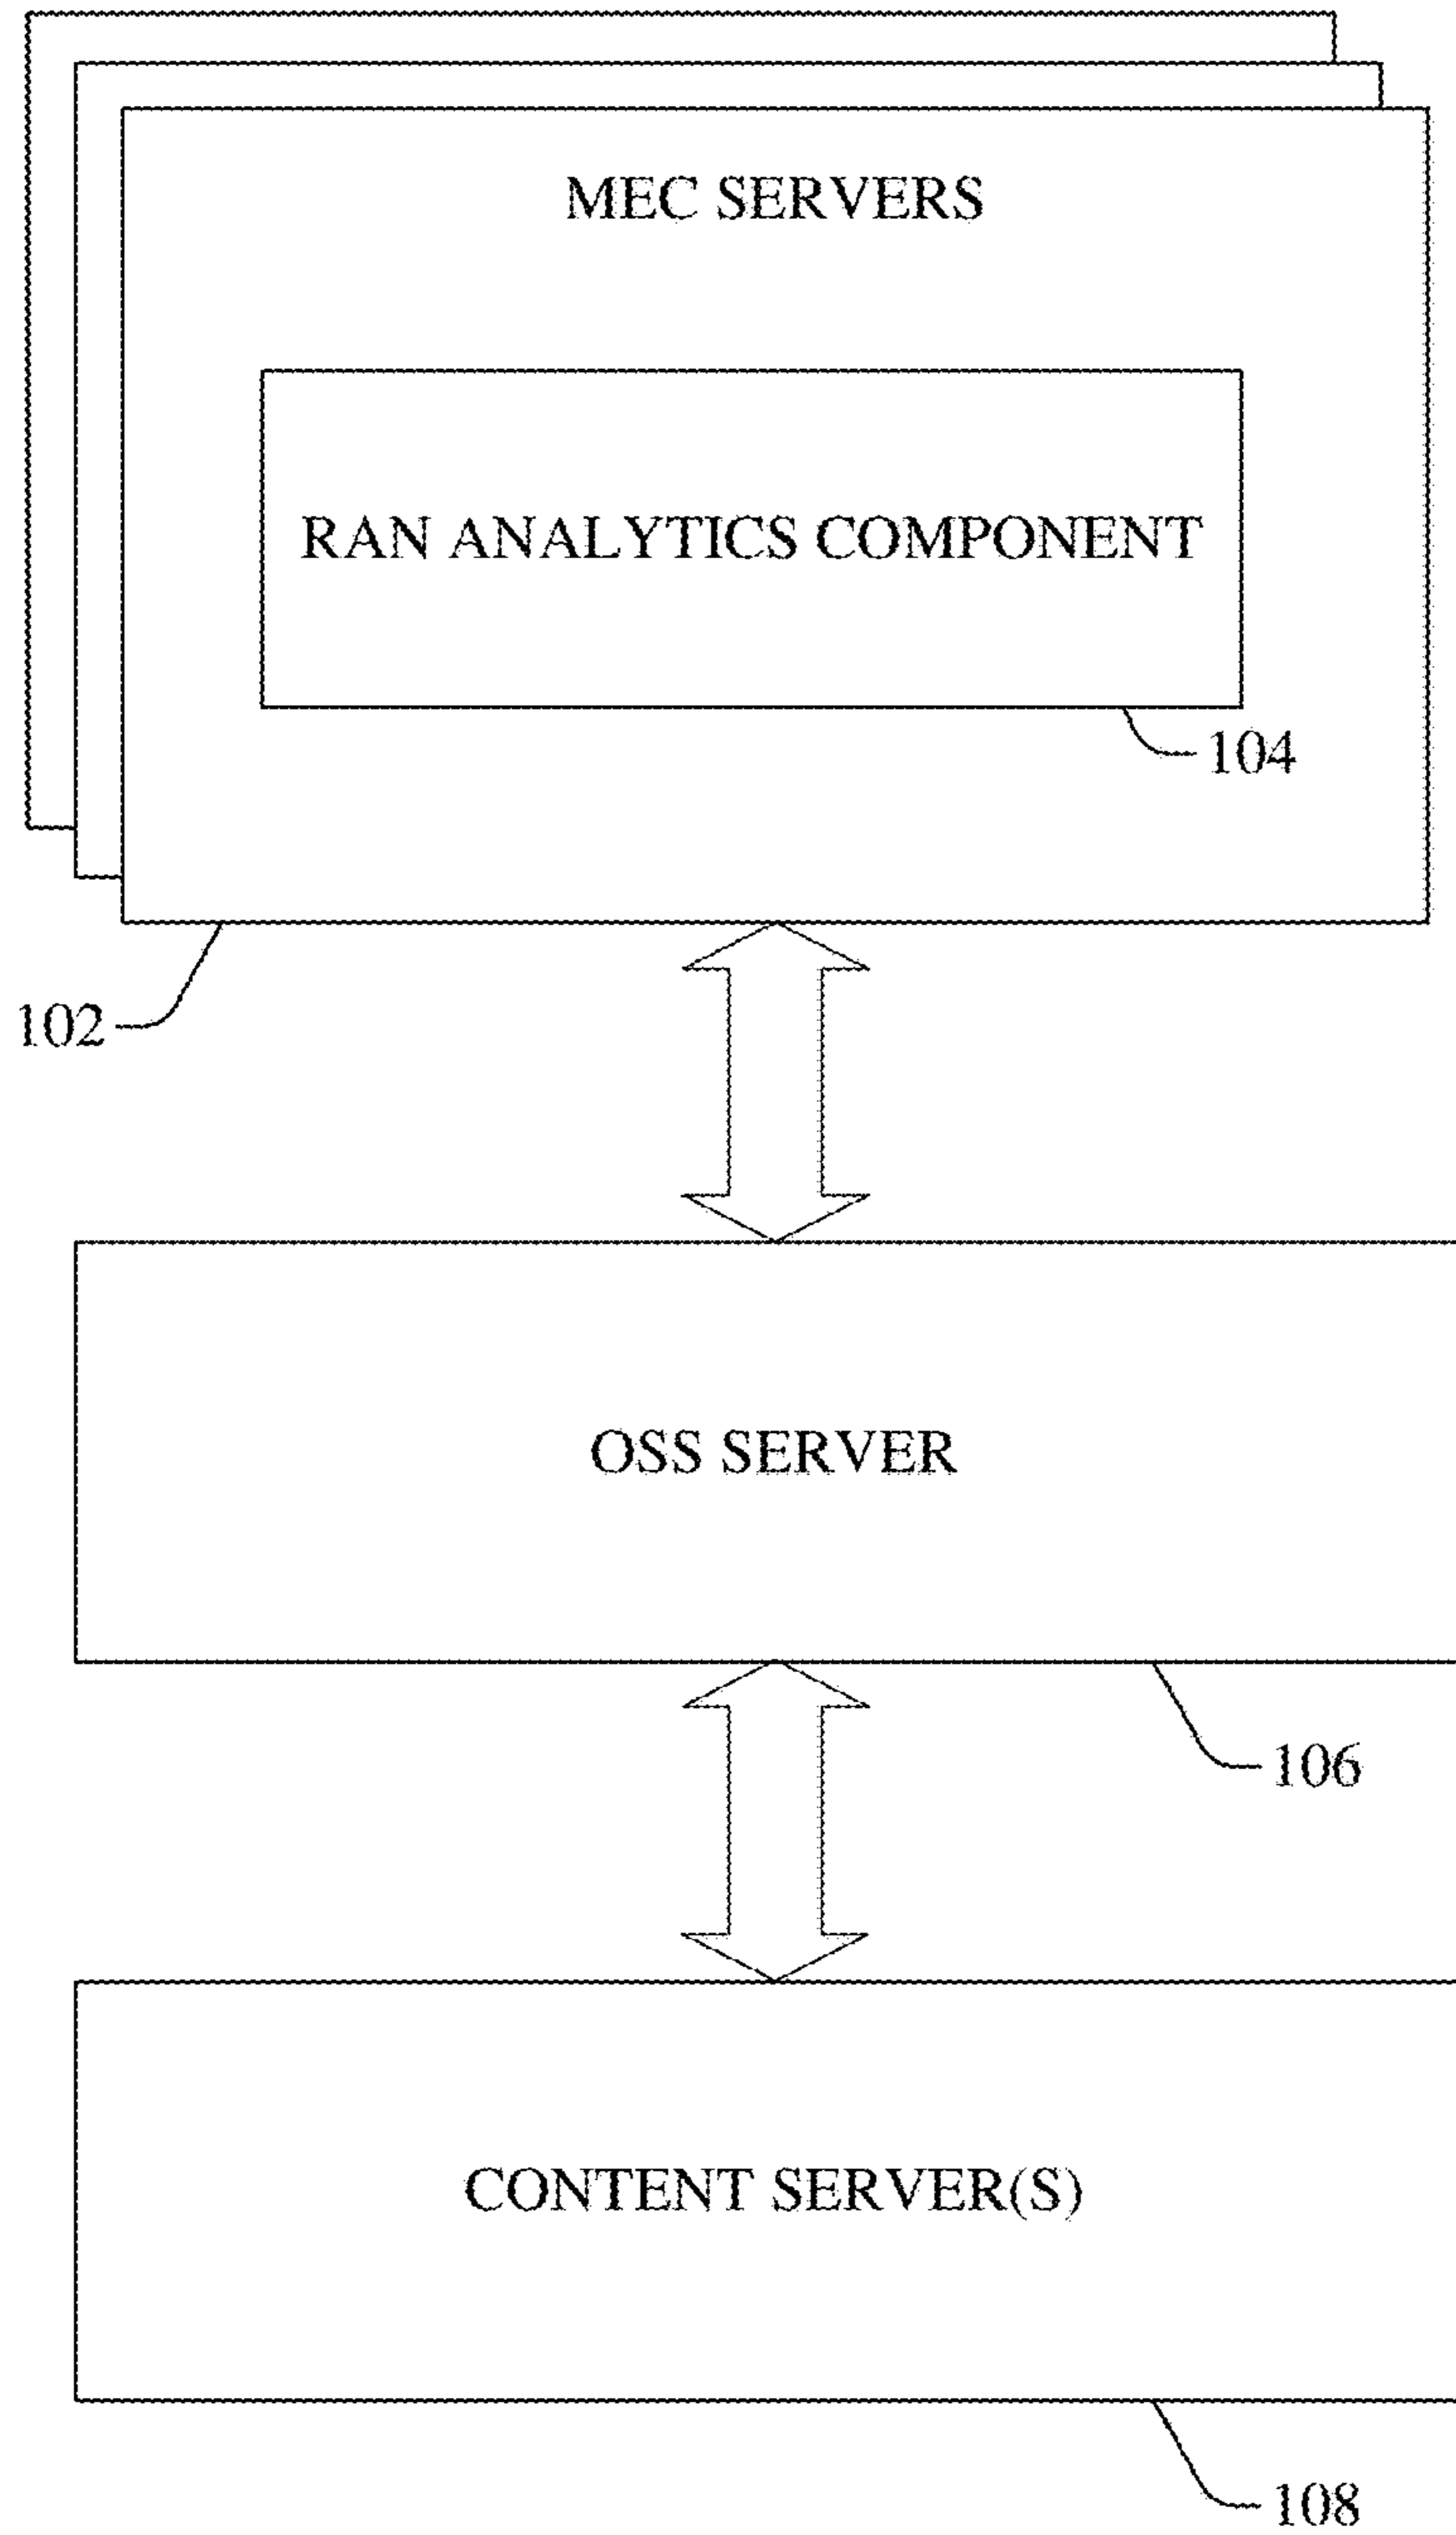 MEC SERVERS
RAN ANALYTICS COMPONENT
104
102
OSS SERVER
106
CONTENT SERVER(S)
108